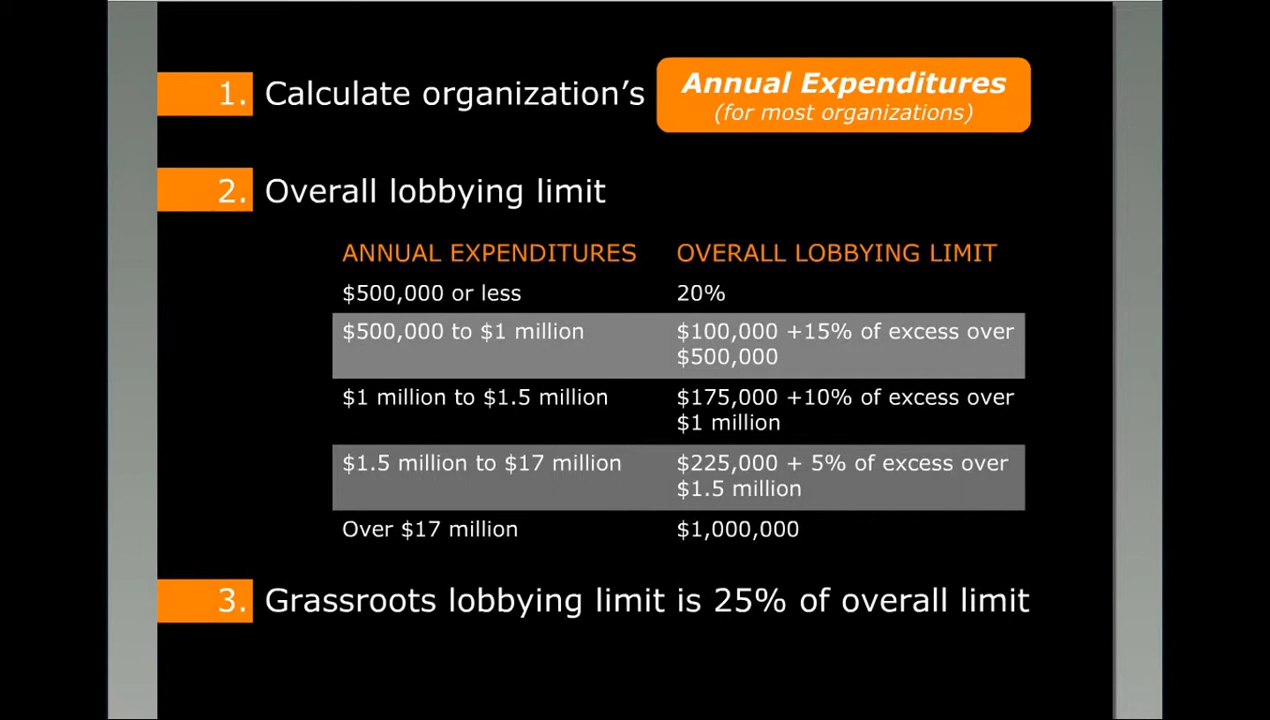 1. Calculate organization's
Annual Expenditures
(for most organizations)
2. Overall lobbying limit
ANNUAL EXPENDITURES OVERALL LOBBYING LIMIT
$500,000 or less 20%
$500,000 to $1 million $100,000 +15% of excess over
$500,000
$1 million to $1.5 million $175,000 +10% of excess over
$1 million
$1.5 million to $17 million $225,000 + 5% of excess over
$1.5 million
Over $17 million $1,000,000
3. Grassroots lobbying limit is 25% of overall limit